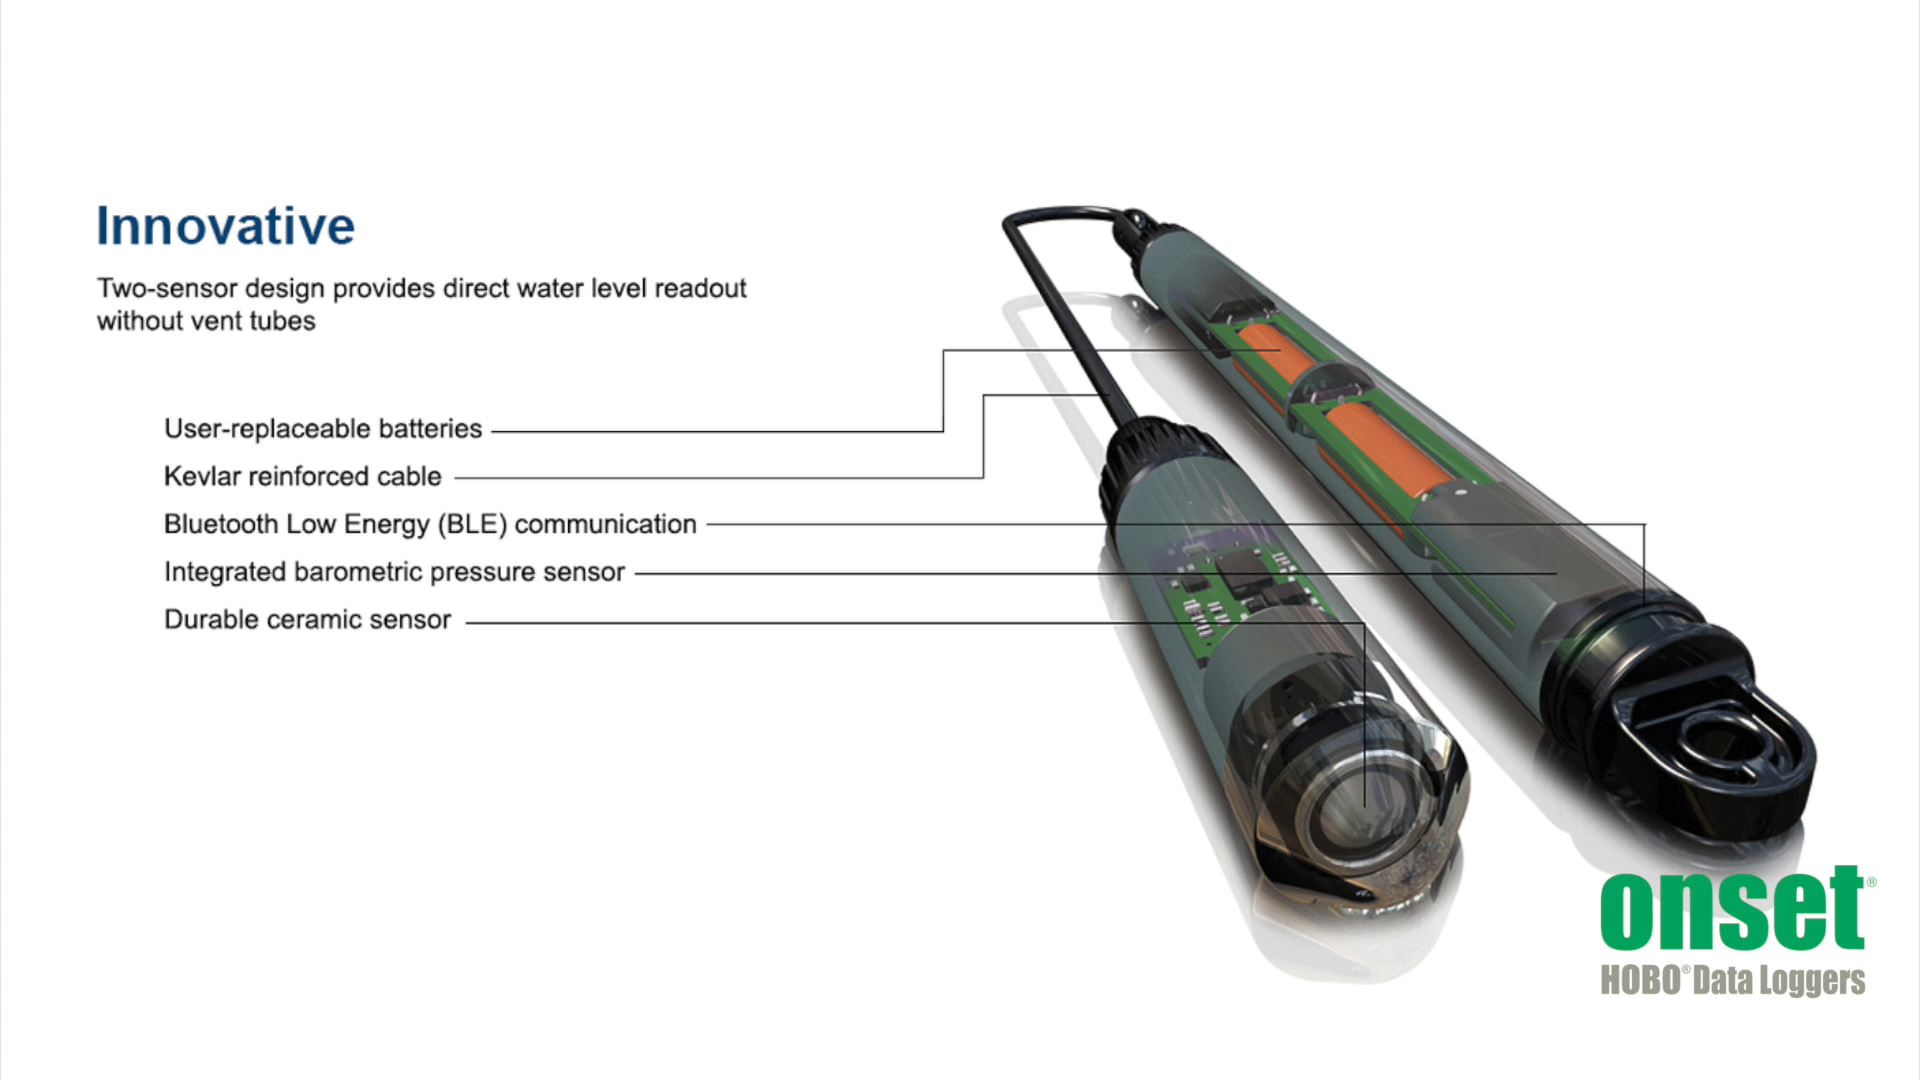 Innovative
Two-sensor design provides direct water level readout
without vent tubes
User-replaceable batteries
Kevlar reinforced cable
Bluetooth Low Energy (BLE) communication
Integrated barometric pressure sensor
Durable ceramic sensor
onset®
HOBO® Data Loggers